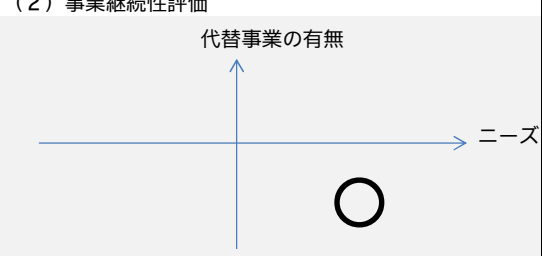 （２）事業継続性評価
代替事業の有無
ニーズ